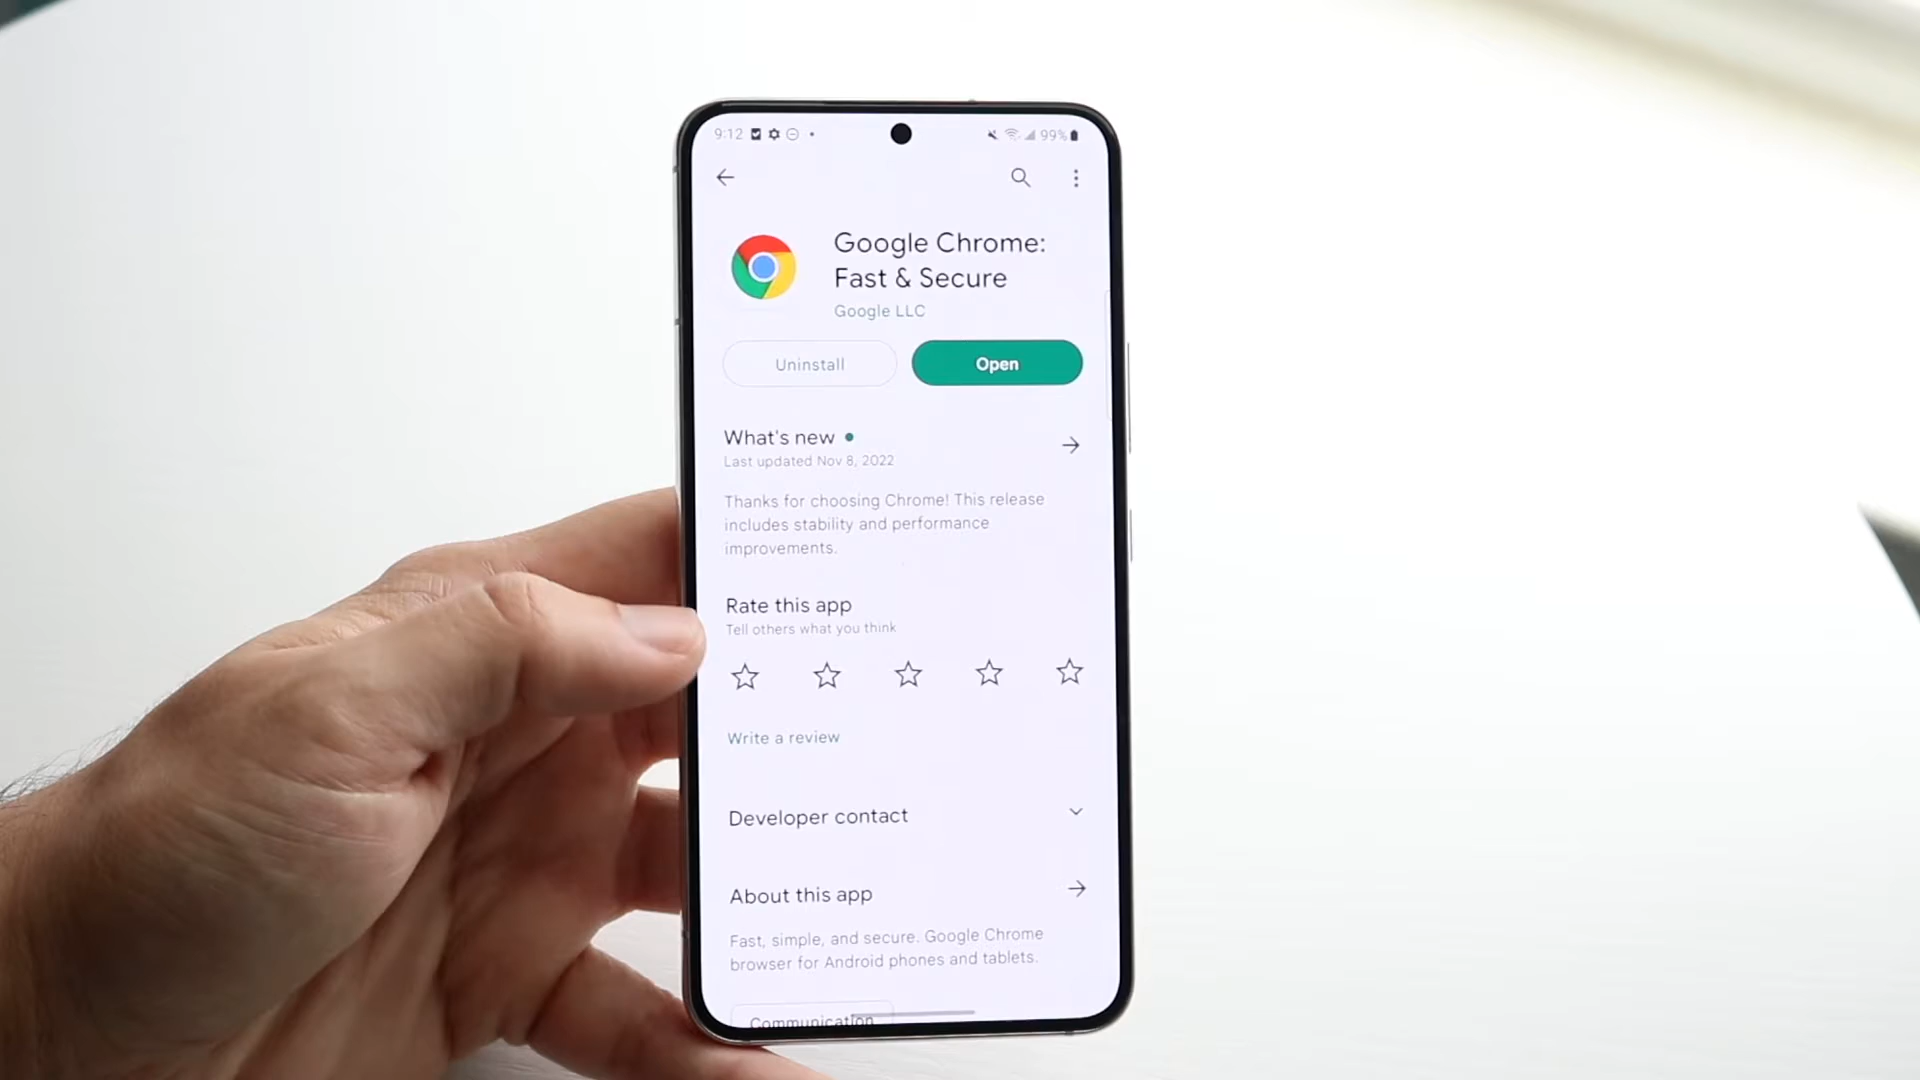 9:12 99%
Google Chrome:
Fast & Secure
Google LLC
Uninstall Open
What's new
Last updated Nov 8, 2022
Thanks for choosing Chrome! This release
includes stability and performance
improvements.
Rate this app
Tell others what you think
Write a review
Developer contact
About this app
Fast, simple, and secure. Google Chrome
browser for Android phones and tablets.
Communication